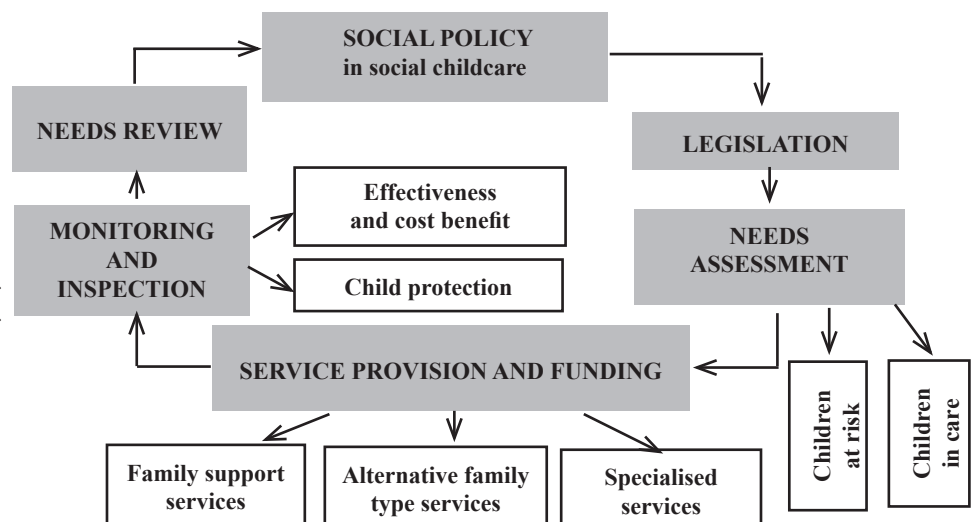 SOCIAL POLICY
in social childcare
NEEDS REVIEW
LEGISLATION
Effectiveness
and cost benefit
MONITORING
AND
INSPECTION
NEEDS
ASSESSMENT
Child protection
SERVICE PROVISION AND FUNDING
Children
at risk
Children
in care
Family support
services
Alternative family
type services
Specialised
services